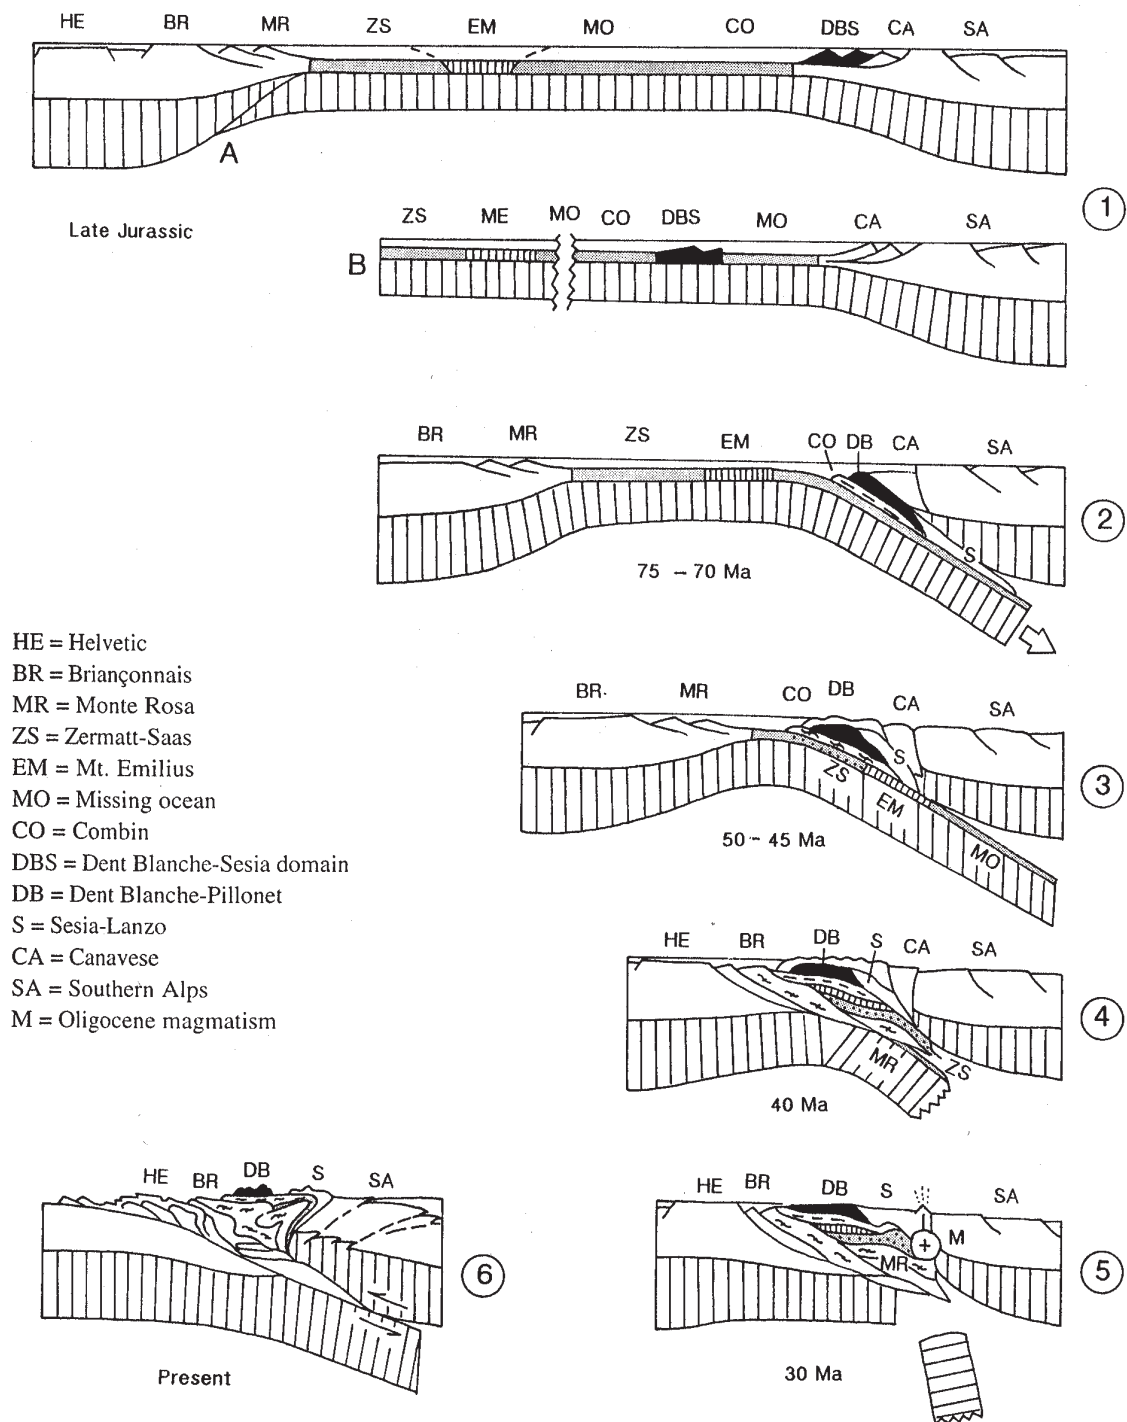 HE BR MR ZS EM MO CO DBS CA SA
A
1
Late Jurassic
ZS ME MO CO DBS MO CA SA
B
BR MR ZS EM CO DB CA SA
S
2
75 – 70 Ma
HE = Helvetic
BR = Briançonnais
MR = Monte Rosa
ZS = Zermatt-Saas
EM = Mt. Emilius
MO = Missing ocean
CO = Combin
DBS = Dent Blanche-Sesia domain
DB = Dent Blanche-Pillonet
S = Sesia-Lanzo
CA = Canavese
SA = Southern Alps
M = Oligocene magmatism
BR MR CO DB CA SA
S
ZS
EM
MO
3
50 – 45 Ma
HE BR DB S CA SA
MR
ZS
4
40 Ma
HE BR DB S SA
6
Present
HE BR DB S SA
+ M
MR
5
30 Ma